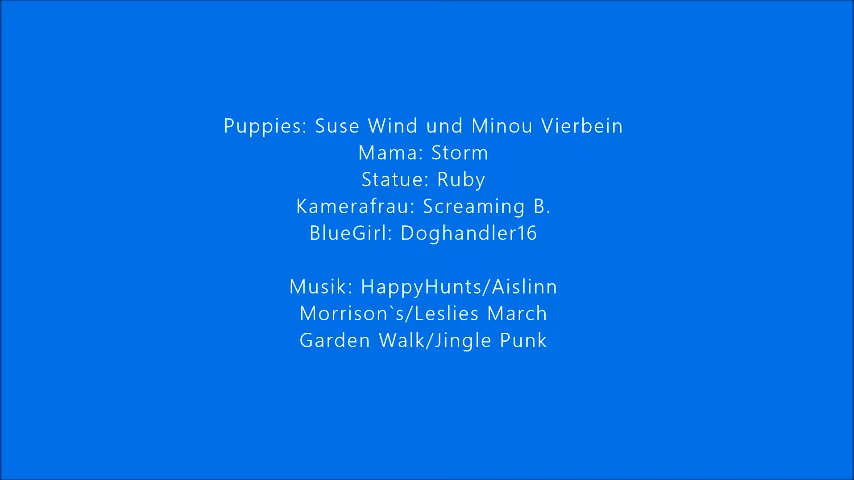 Puppies: Suse Wind und Minou Vierbein
Mama: Storm
Statue: Ruby
Kamerafrau: Screaming B.
BlueGirl: Doghandler16
Musik: HappyHunts/Aislinn
Morrison`s/Leslies March
Garden Walk/Jingle Punk